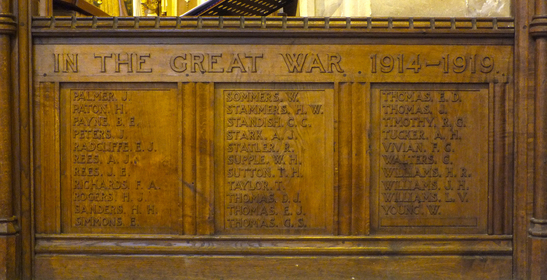 IN THE GREAT WAR. 1914–1919.
PALMER, J.
PATON, H.
PAYNE, B. E.
PETERS, J.
RADCLIFFE, E. J.
REES, A. J.
REES, J. E.
RICHARDS, F. A.
ROGERS, H. J.
SANDERS, H. H.
SIMMONS, E.
SOMMERS, W.
STAMMERS, H. W.
STANDISH, C. C.
STARK, A. J.
STATLER, R.
SUPPLE, W. H.
SUTTON, T. H.
TAYLOR, T.
THOMAS, D. J.
THOMAS, E. J.
THOMAS, G. S.
THOMAS, E. D.
THOMAS, J.
TIMOTHY, R. G.
TUCKER, A. H.
VIVIAN, F. G.
WALTERS, C.
WILLIAMS, H. R.
WILLIAMS, J. H.
WILLIAMS, L. V.
YOUNG, W.